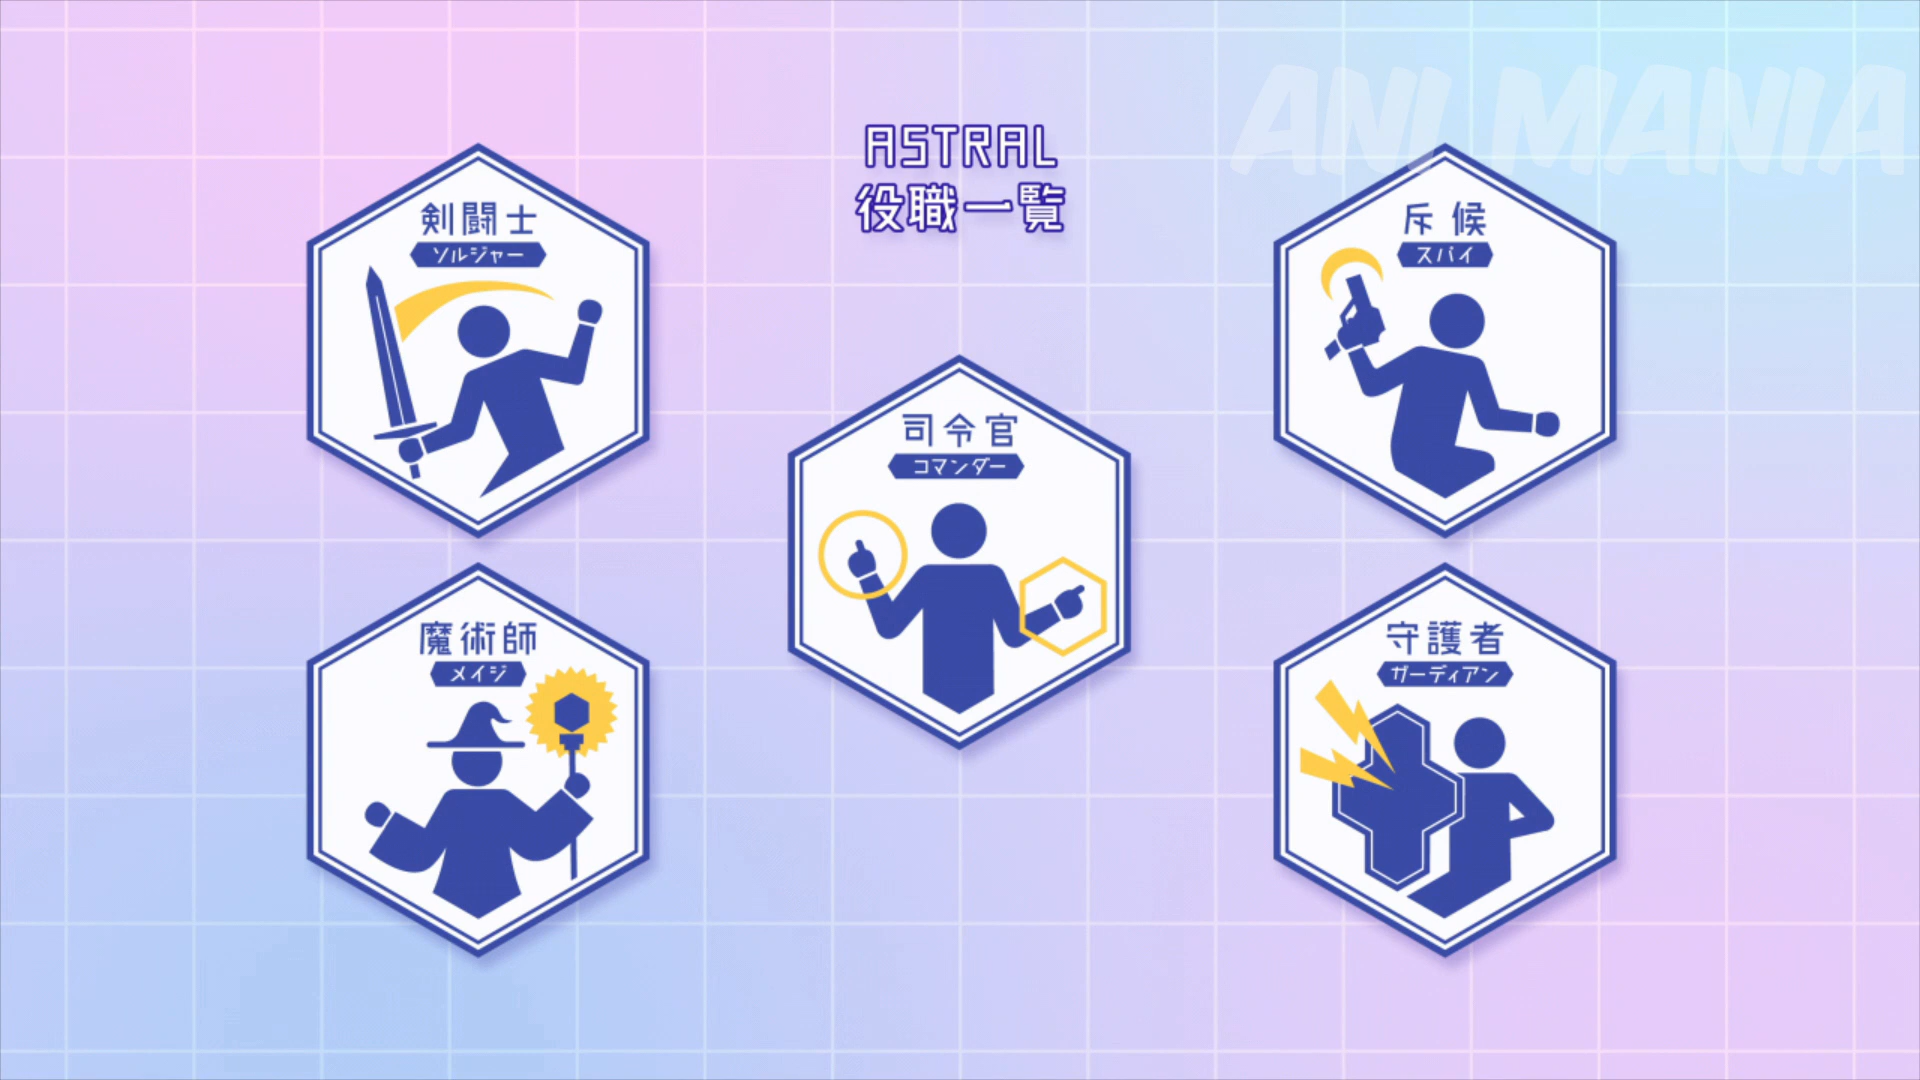 ASTRAL
役職一覧
剣闘士
ソルジャー
斥候
スパイ
司令官
コマンダー
魔術師
メイジ
守護者
ガーディアン
ANI MANIA